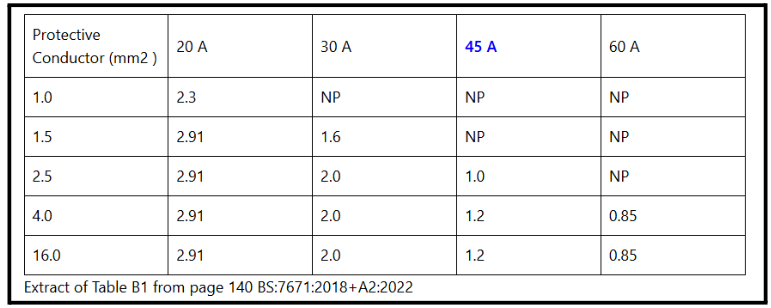 Protective
Conductor (mm2 ) 20 A 30 A 45 A 60 A
1.0 2.3 NP NP NP
1.5 2.91 1.6 NP NP
2.5 2.91 2.0 1.0 NP
4.0 2.91 2.0 1.2 0.85
16.0 2.91 2.0 1.2 0.85
Extract of Table B1 from page 140 BS:7671:2018+A2:2022